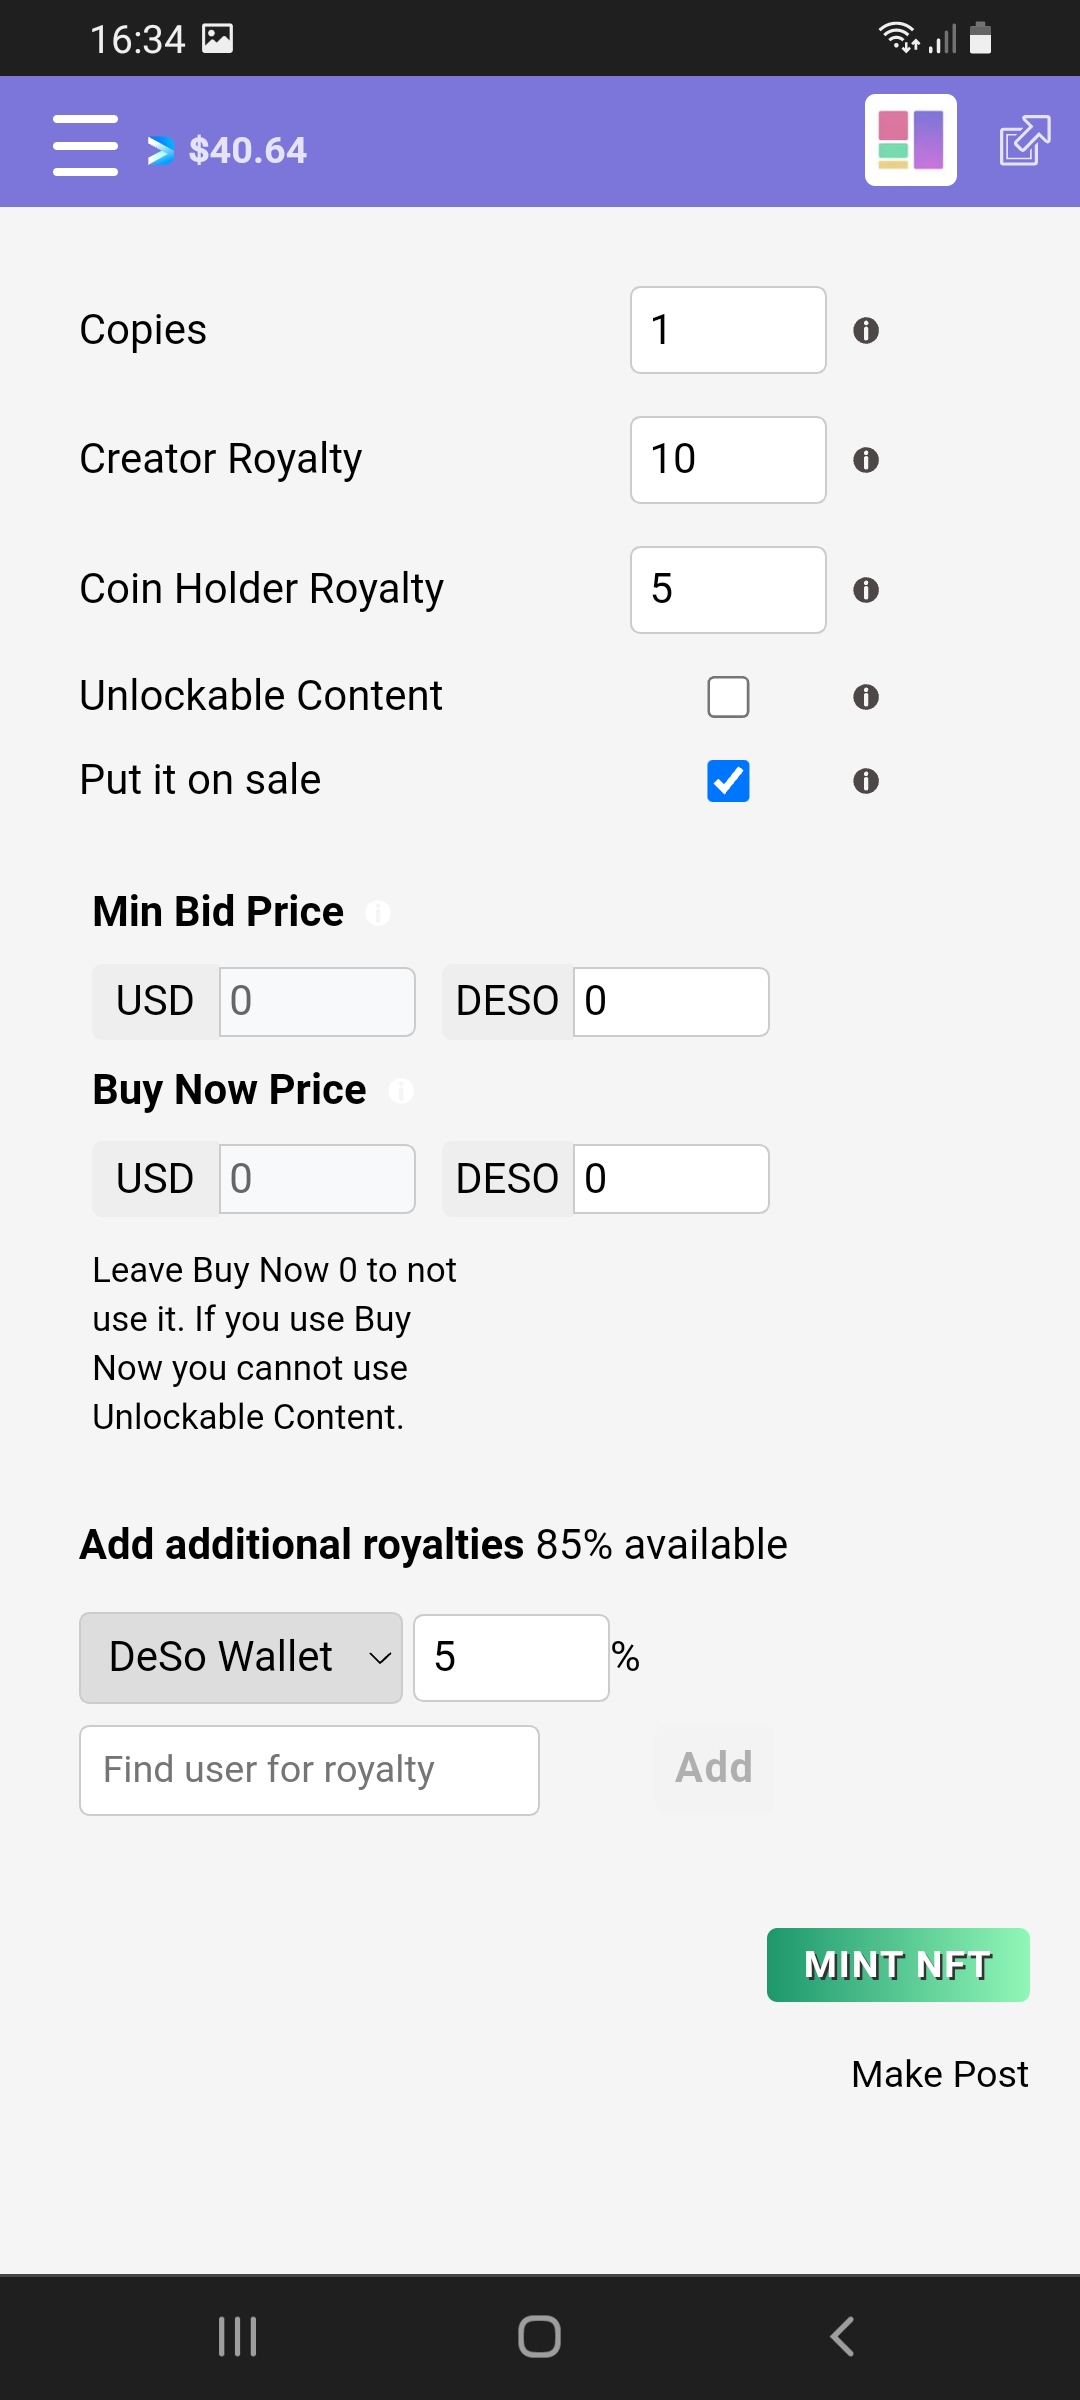 16:34
$40.64
Copies 1
Creator Royalty 10
Coin Holder Royalty 5
Unlockable Content
Put it on sale
Min Bid Price
USD 0 DESO 0
Buy Now Price
USD 0 DESO 0
Leave Buy Now 0 to not
use it. If you use Buy
Now you cannot use
Unlockable Content.
Add additional royalties 85% available
DeSo Wallet 5 %
Find user for royalty Add
MINT NFT
Make Post